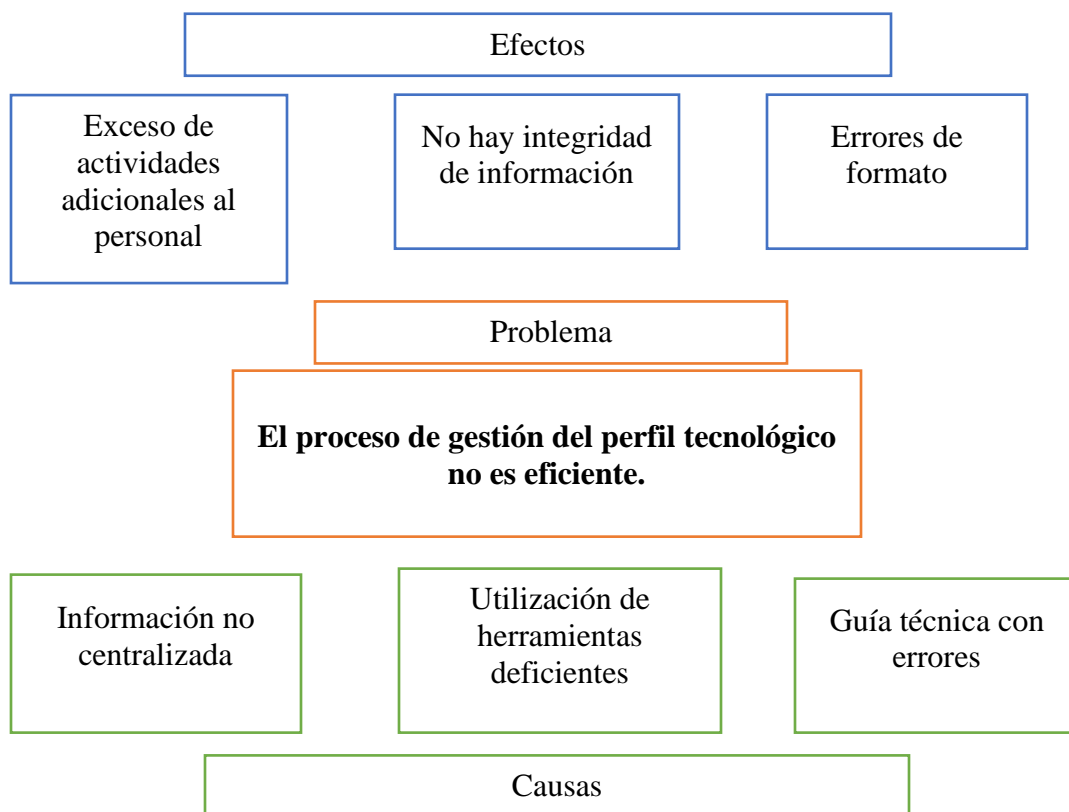 Efectos
Exceso de
actividades
adicionales al
personal
No hay integridad
de información
Errores de
formato
Problema
El proceso de gestión del perfil tecnológico
no es eficiente.
Información no
centralizada
Utilización de
herramientas
deficientes
Guía técnica con
errores
Causas